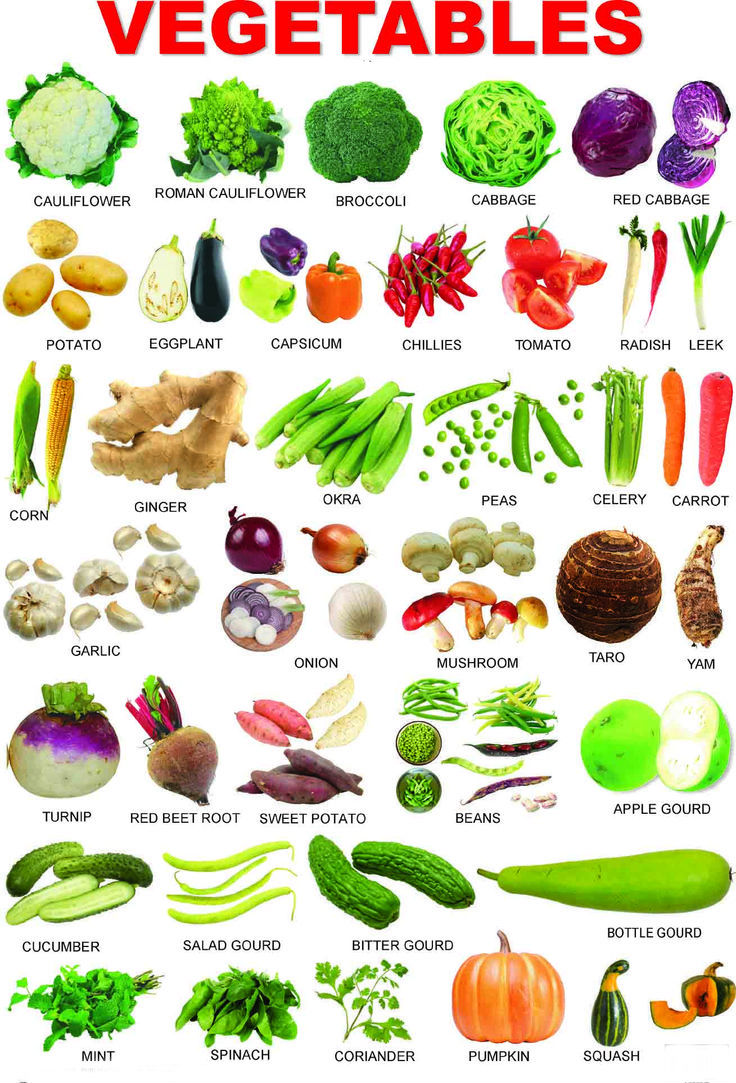 VEGETABLES
CAULIFLOWER
ROMAN CAULIFLOWER
BROCCOLI
CABBAGE
RED CABBAGE
POTATO
EGGPLANT
CAPSICUM
CHILLIES
TOMATO
RADISH
LEEK
CORN
GINGER
OKRA
PEAS
CELERY
CARROT
GARLIC
ONION
MUSHROOM
TARO
YAM
TURNIP
RED BEET ROOT
SWEET POTATO
BEANS
APPLE GOURD
CUCUMBER
SALAD GOURD
BITTER GOURD
BOTTLE GOURD
MINT
SPINACH
CORIANDER
PUMPKIN
SQUASH